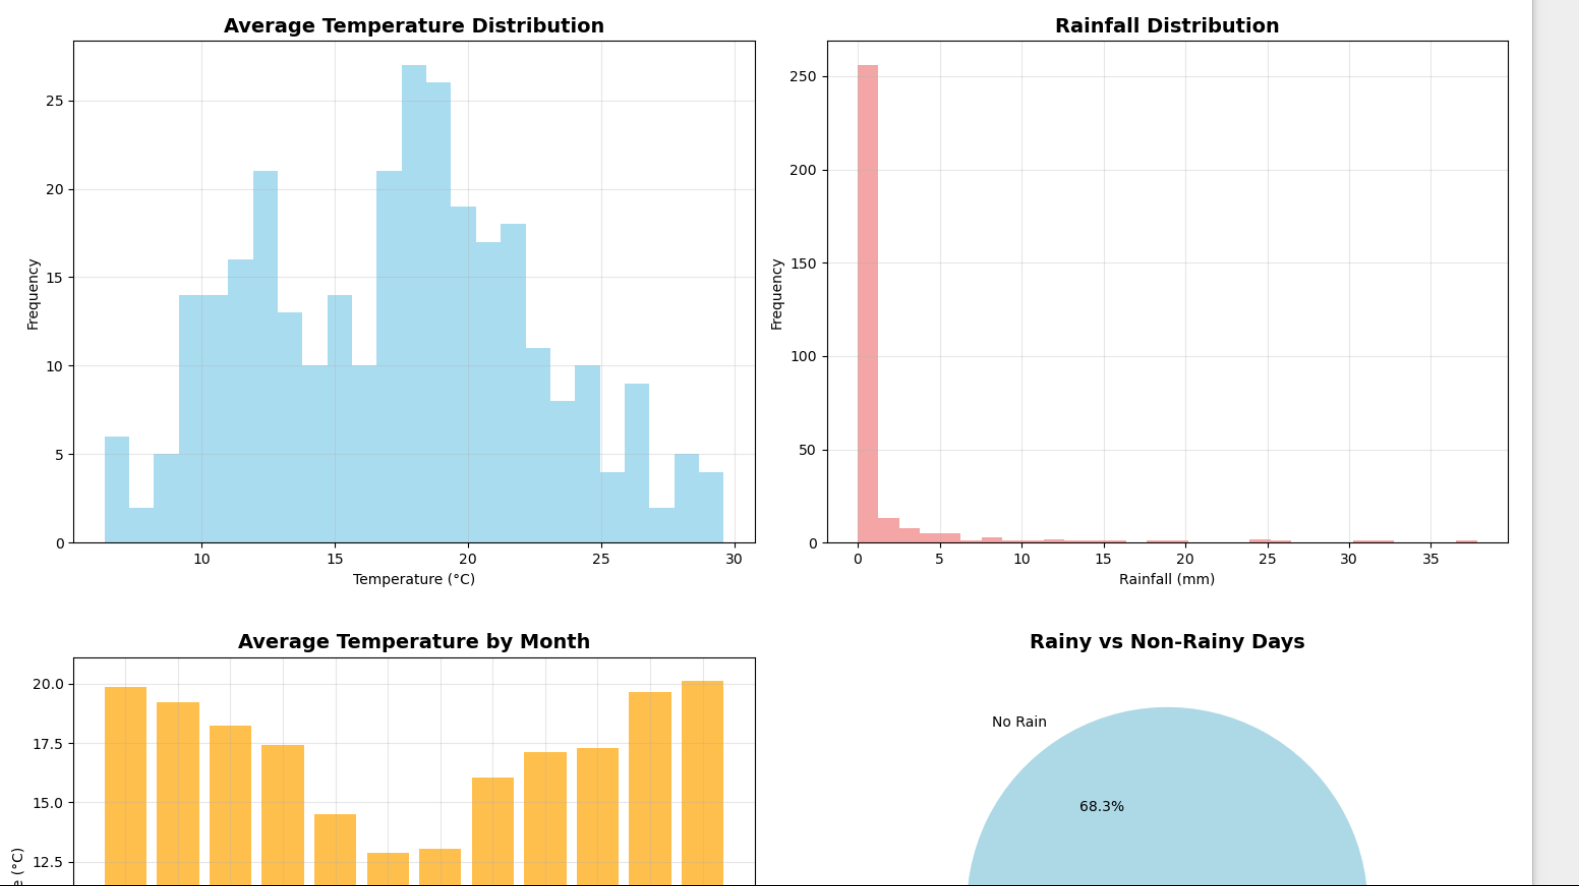 Average Temperature Distribution
25
20
15
10
5
0
Frequency
10 15 20 25 30
Temperature (°C)
Rainfall Distribution
250
200
150
100
50
0
Frequency
0 5 10 15 20 25 30 35
Rainfall (mm)
Average Temperature by Month
20.0
17.5
15.0
12.5
(°C)
Rainy vs Non-Rainy Days
No Rain
68.3%